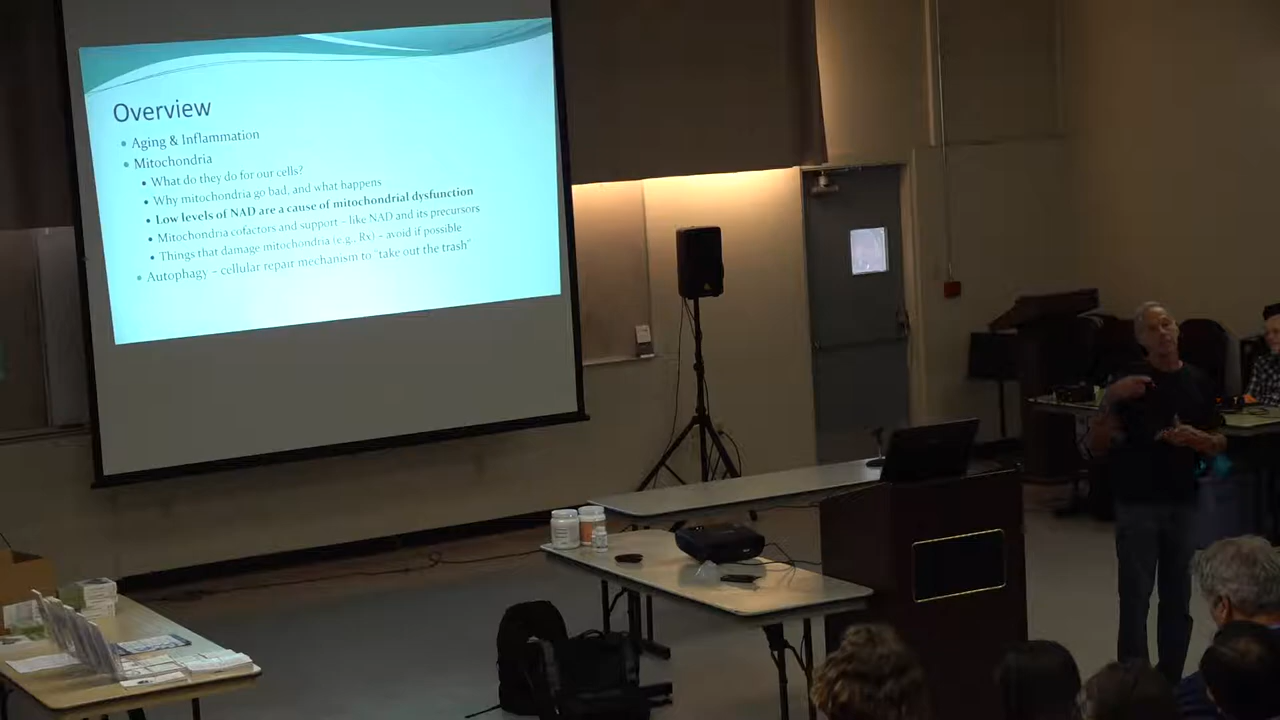 Overview
• Aging & Inflammation
• Mitochondria
• What do they do for our cells?
• Why mitochondria go bad, and what happens
• Low levels of NAD are a cause of mitochondrial dysfunction
• Mitochondria cofactors and support – like NAD and its precursors
• Things that damage mitochondria (e.g., Rx) – avoid if possible
• Autophagy – cellular repair mechanism to "take out the trash"